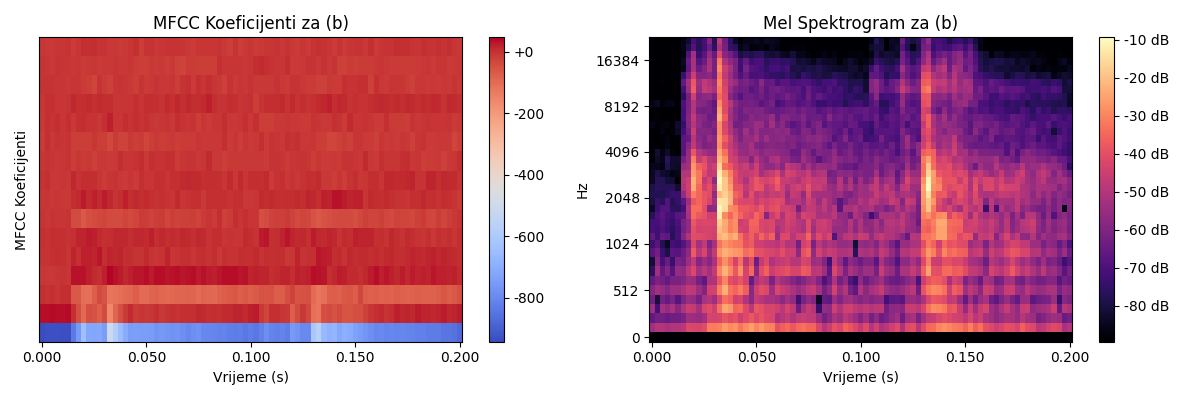 MFCC Koeficijenti za (b)
MFCC Koeficijenti
0.000 0.050 0.100 0.150 0.200
Vrijeme (s)
+0
-200
-400
-600
-800
Mel Spektrogram za (b)
Hz
16384
8192
4096
2048
1024
512
0
0.000 0.050 0.100 0.150 0.200
Vrijeme (s)
-10 dB
-20 dB
-30 dB
-40 dB
-50 dB
-60 dB
-70 dB
-80 dB